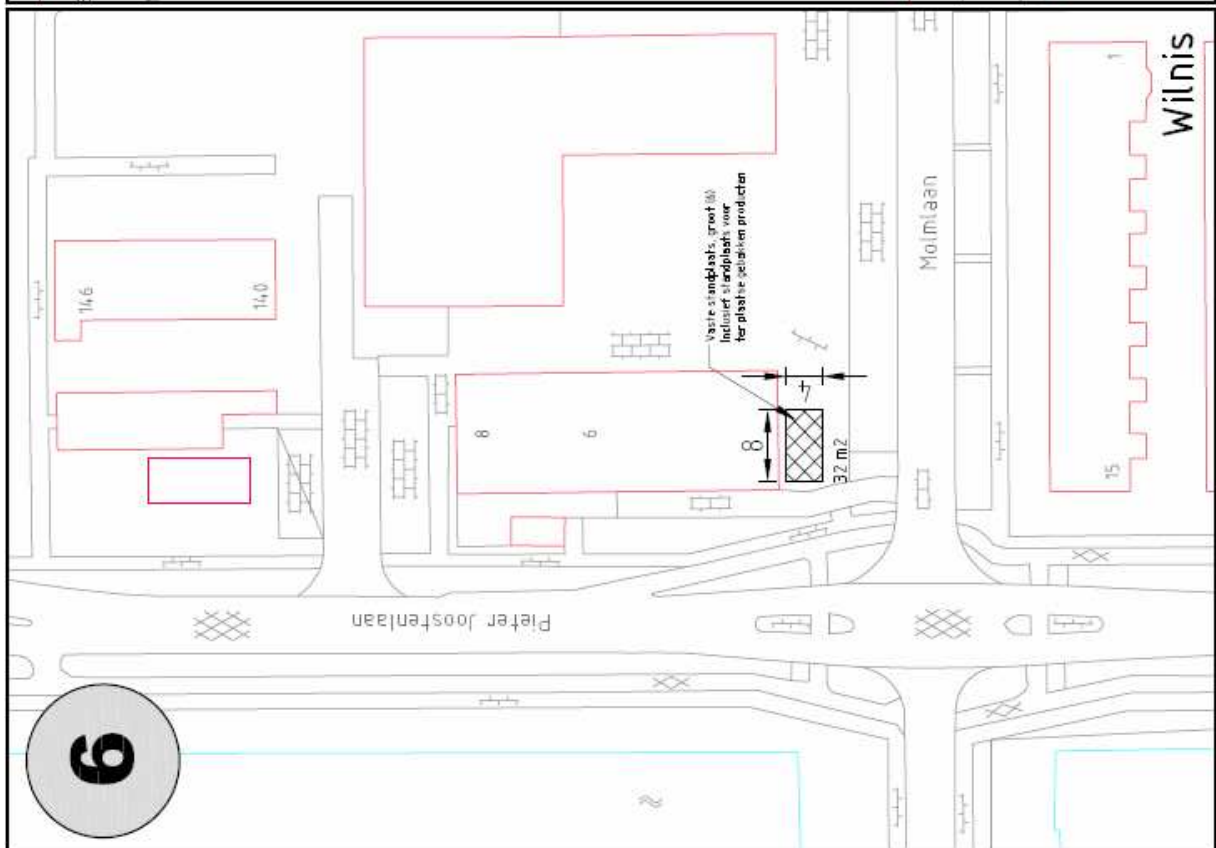 Wilnis
6
146
140
8
6
Vaste standplaats, groot (6)
Inclusief standplaats voor
ter plaatse gebakken producten
8
4
32 m2
Molmlaan
Pieter Joostenlaan
1
15